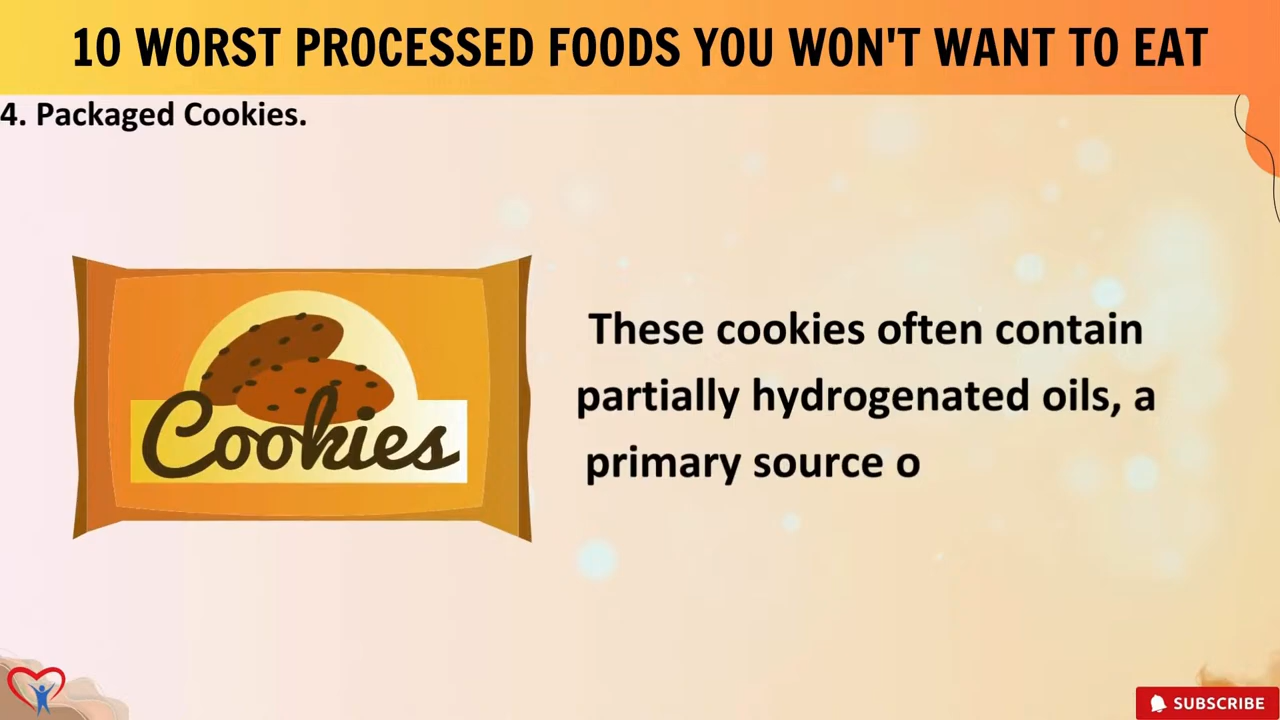 10 WORST PROCESSED FOODS YOU WON'T WANT TO EAT
4. Packaged Cookies.
Cookies
These cookies often contain
partially hydrogenated oils, a
primary source o
SUBSCRIBE